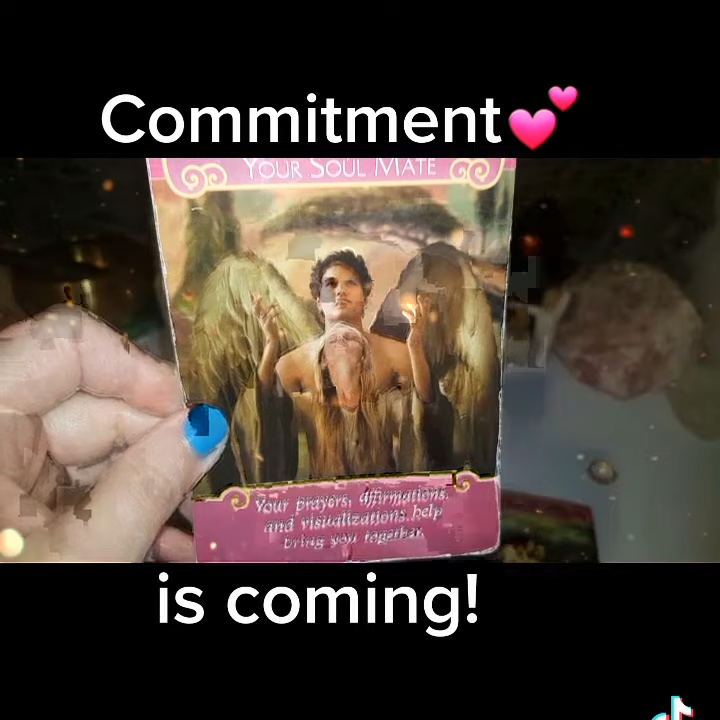 Commitment💕
YOUR SOUL MATE
Your prayers, affirmations,
and visualizations help
bring you together.
is coming!